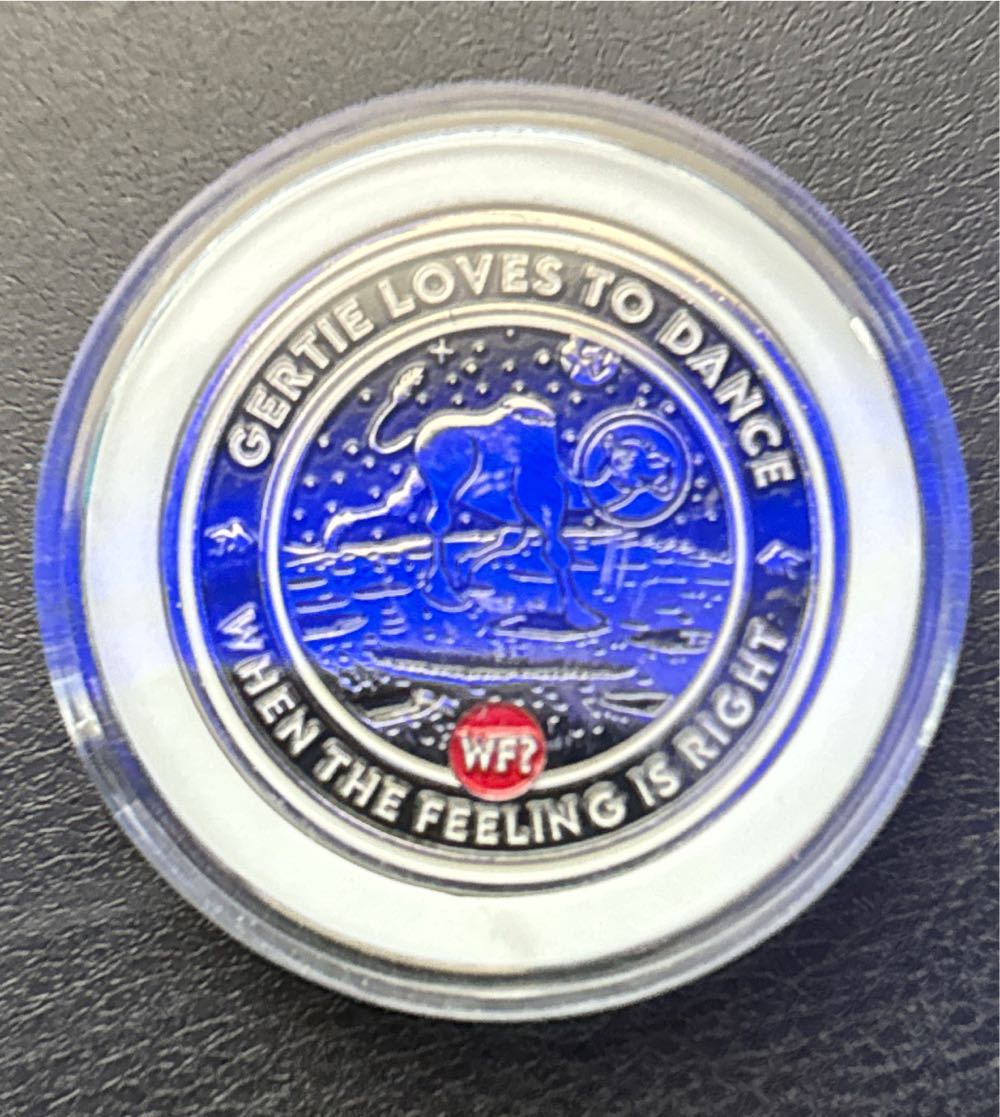 GERTIE LOVES TO DANCE
WHEN THE FEELING IS RIGHT
WF?